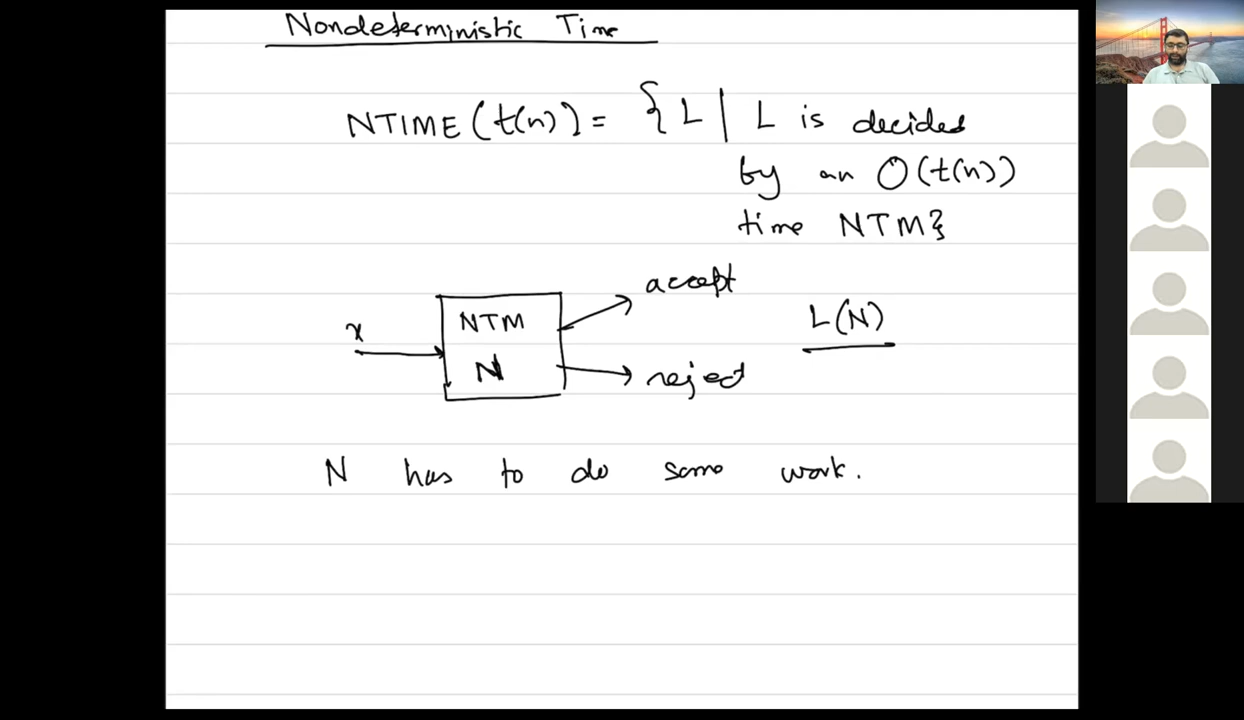 Nondeterministic Time
NTIME (t(n)) = { L | L is decided
by an O(t(n))
time NTM}
accept
x
NTM
N
L(N)
reject
N has to do some work.